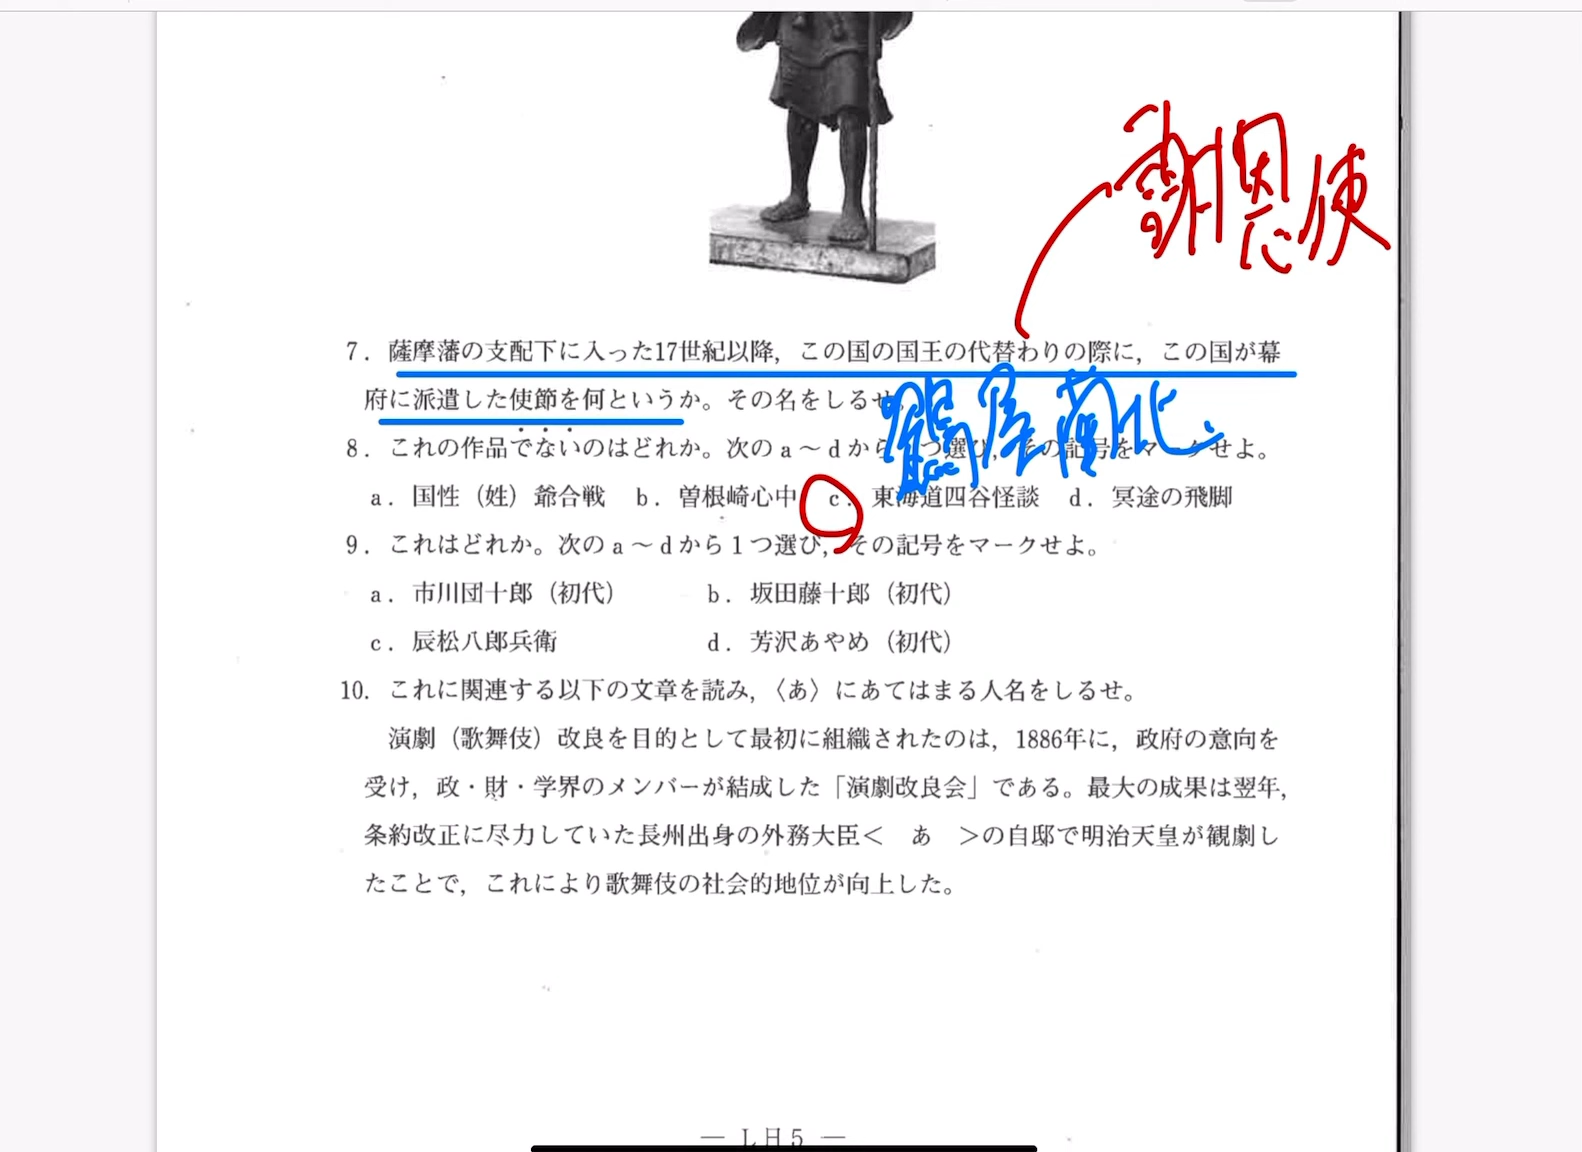 謝恩使
7. 薩摩藩の支配下に入った17世紀以降，この国の国王の代替わりの際に，この国が幕
府に派遣した使節を何というか。その名をしるせ。
鶴屋南北
8. これの作品でないのはどれか。次のa～dから1つ選び，その記号をマークせよ。
a. 国性（姓）爺合戦 b. 曽根崎心中 c. 東海道四谷怪談 d. 冥途の飛脚
9. これはどれか。次のa～dから1つ選び，その記号をマークせよ。
a. 市川団十郎（初代） b. 坂田藤十郎（初代）
c. 辰松八郎兵衛 d. 芳沢あやめ（初代）
10. これに関連する以下の文章を読み，〈あ〉にあてはまる人名をしるせ。
演劇（歌舞伎）改良を目的として最初に組織されたのは，1886年に，政府の意向を
受け，政・財・学界のメンバーが結成した「演劇改良会」である。最大の成果は翌年，
条約改正に尽力していた長州出身の外務大臣＜ あ ＞の自邸で明治天皇が観劇し
たことで，これにより歌舞伎の社会的地位が向上した。
— LH5 —